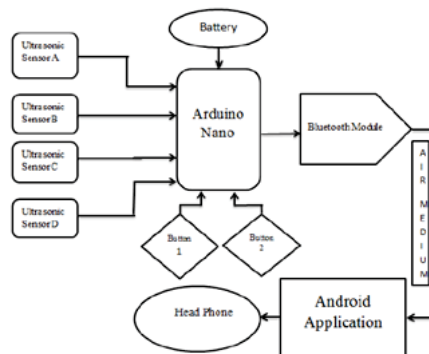 Battery
Ultrasonic
Sensor A
Ultrasonic
Sensor B
Ultrasonic
Sensor C
Ultrasonic
Sensor D
Arduino
Nano
Bluetooth Module
Button
1
Button
2
A
I
R
M
E
D
I
U
M
Android
Application
Head Phone